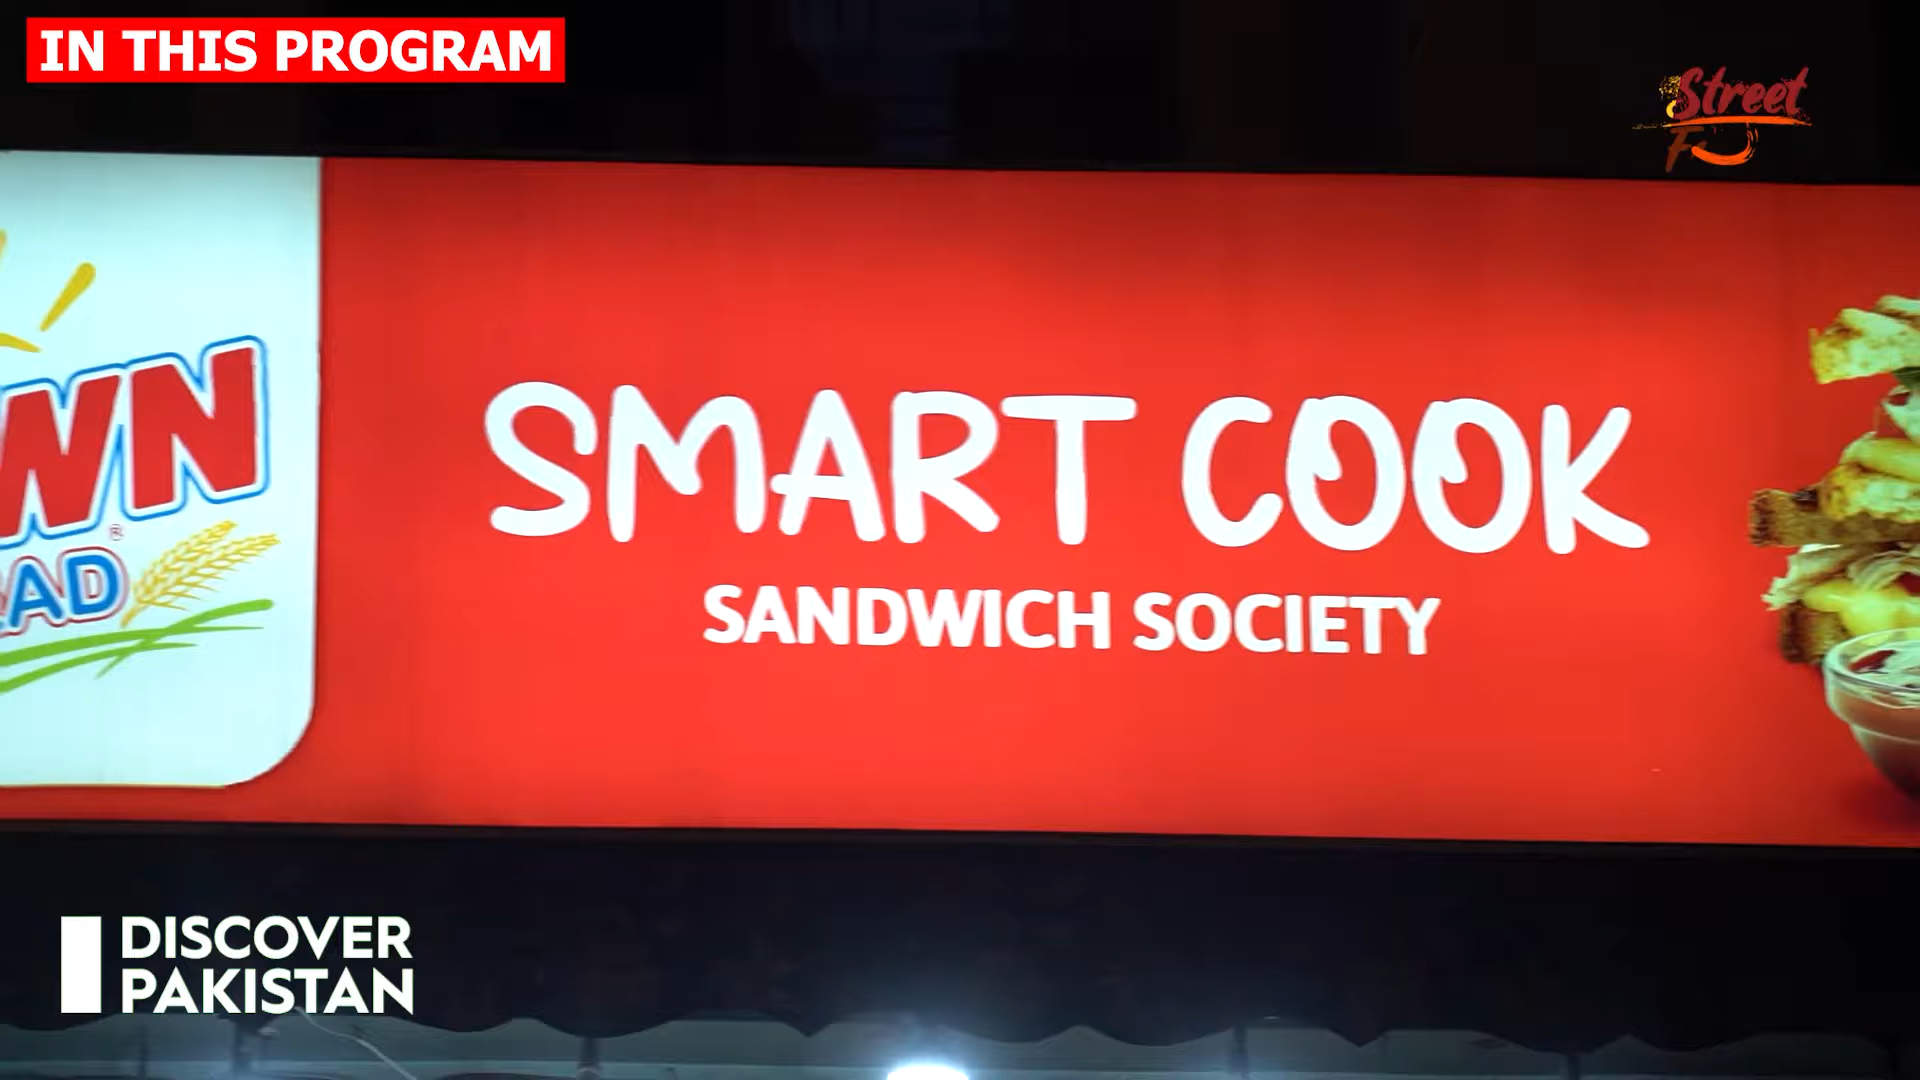 IN THIS PROGRAM
Street
SMART COOK
SANDWICH SOCIETY
DISCOVER
PAKISTAN